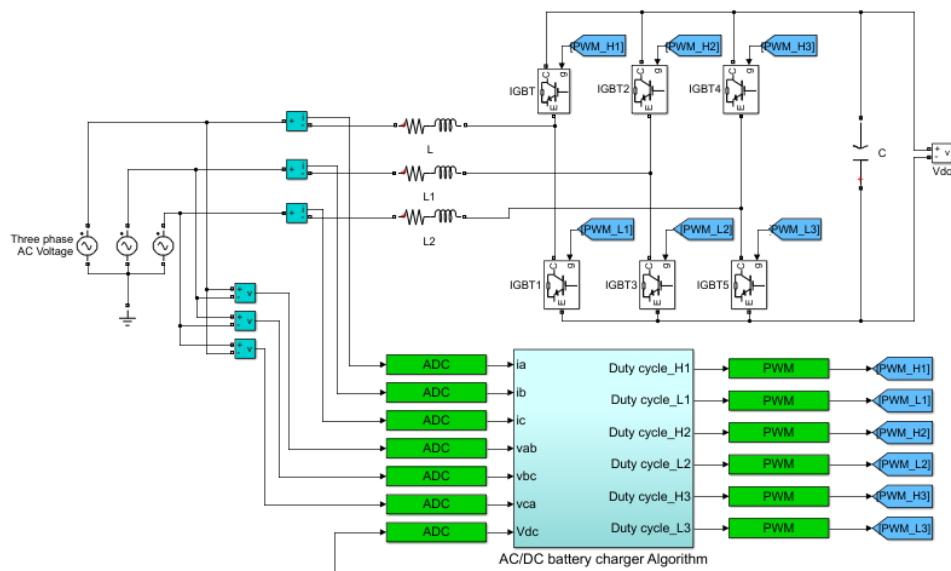 [PWM_H1]
[PWM_H2]
[PWM_H3]
C
g
E
IGBT
C
g
E
IGBT2
C
g
E
IGBT4
+
-
i
L
+
-
i
L1
+
-
i
L2
C
+
-
v
Vdc
Three phase
AC Voltage
[PWM_L1]
[PWM_L2]
[PWM_L3]
C
g
E
IGBT1
C
g
E
IGBT3
C
g
E
IGBT5
+
-
v
+
-
v
+
-
v
ADC
ia
Duty cycle_H1
PWM
[PWM_H1]
ADC
ib
Duty cycle_L1
PWM
[PWM_L1]
ADC
ic
Duty cycle_H2
PWM
[PWM_H2]
ADC
vab
Duty cycle_L2
PWM
[PWM_L2]
ADC
vbc
Duty cycle_H3
PWM
[PWM_H3]
ADC
vca
Duty cycle_L3
PWM
[PWM_L3]
ADC
Vdc
AC/DC battery charger Algorithm